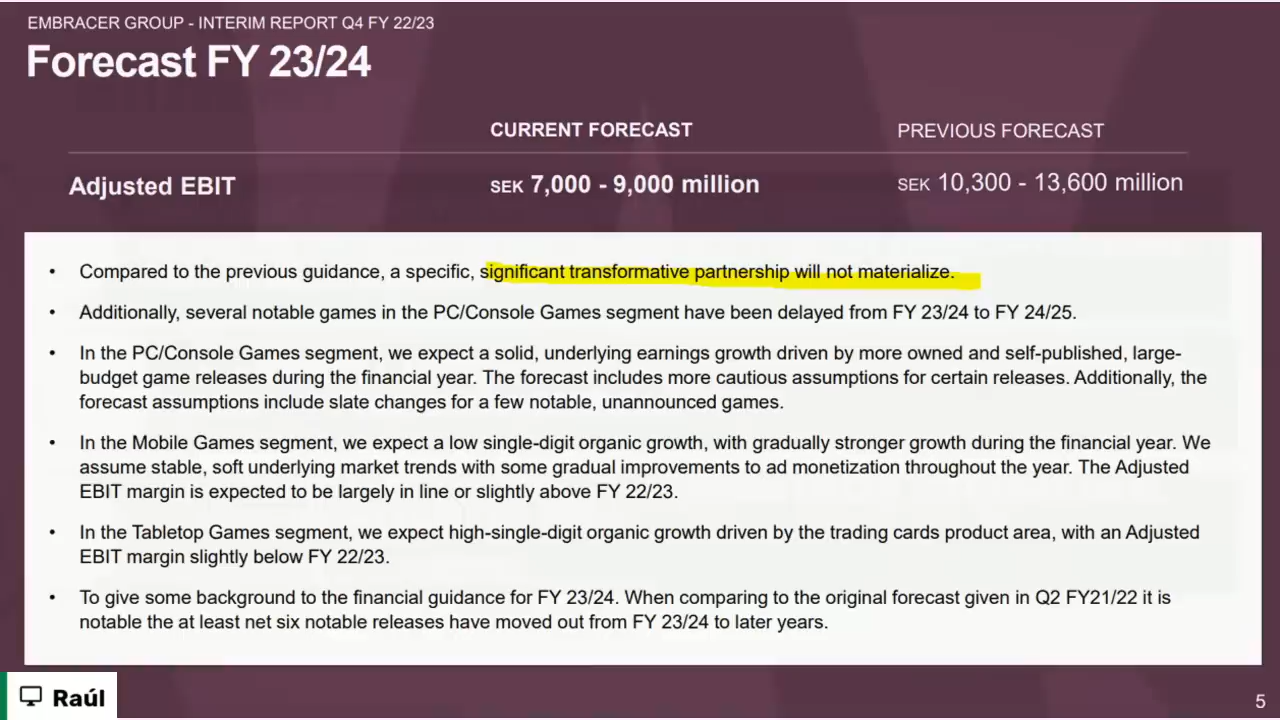 EMBRACER GROUP - INTERIM REPORT Q4 FY 22/23
Forecast FY 23/24
CURRENT FORECAST
PREVIOUS FORECAST
Adjusted EBIT
SEK 7,000 - 9,000 million
SEK 10,300 - 13,600 million
• Compared to the previous guidance, a specific, significant transformative partnership will not materialize.
• Additionally, several notable games in the PC/Console Games segment have been delayed from FY 23/24 to FY 24/25.
• In the PC/Console Games segment, we expect a solid, underlying earnings growth driven by more owned and self-published, large-
budget game releases during the financial year. The forecast includes more cautious assumptions for certain releases. Additionally, the
forecast assumptions include slate changes for a few notable, unannounced games.
• In the Mobile Games segment, we expect a low single-digit organic growth, with gradually stronger growth during the financial year. We
assume stable, soft underlying market trends with some gradual improvements to ad monetization throughout the year. The Adjusted
EBIT margin is expected to be largely in line or slightly above FY 22/23.
• In the Tabletop Games segment, we expect high-single-digit organic growth driven by the trading cards product area, with an Adjusted
EBIT margin slightly below FY 22/23.
• To give some background to the financial guidance for FY 23/24. When comparing to the original forecast given in Q2 FY21/22 it is
notable the at least net six notable releases have moved out from FY 23/24 to later years.
Raúl
5